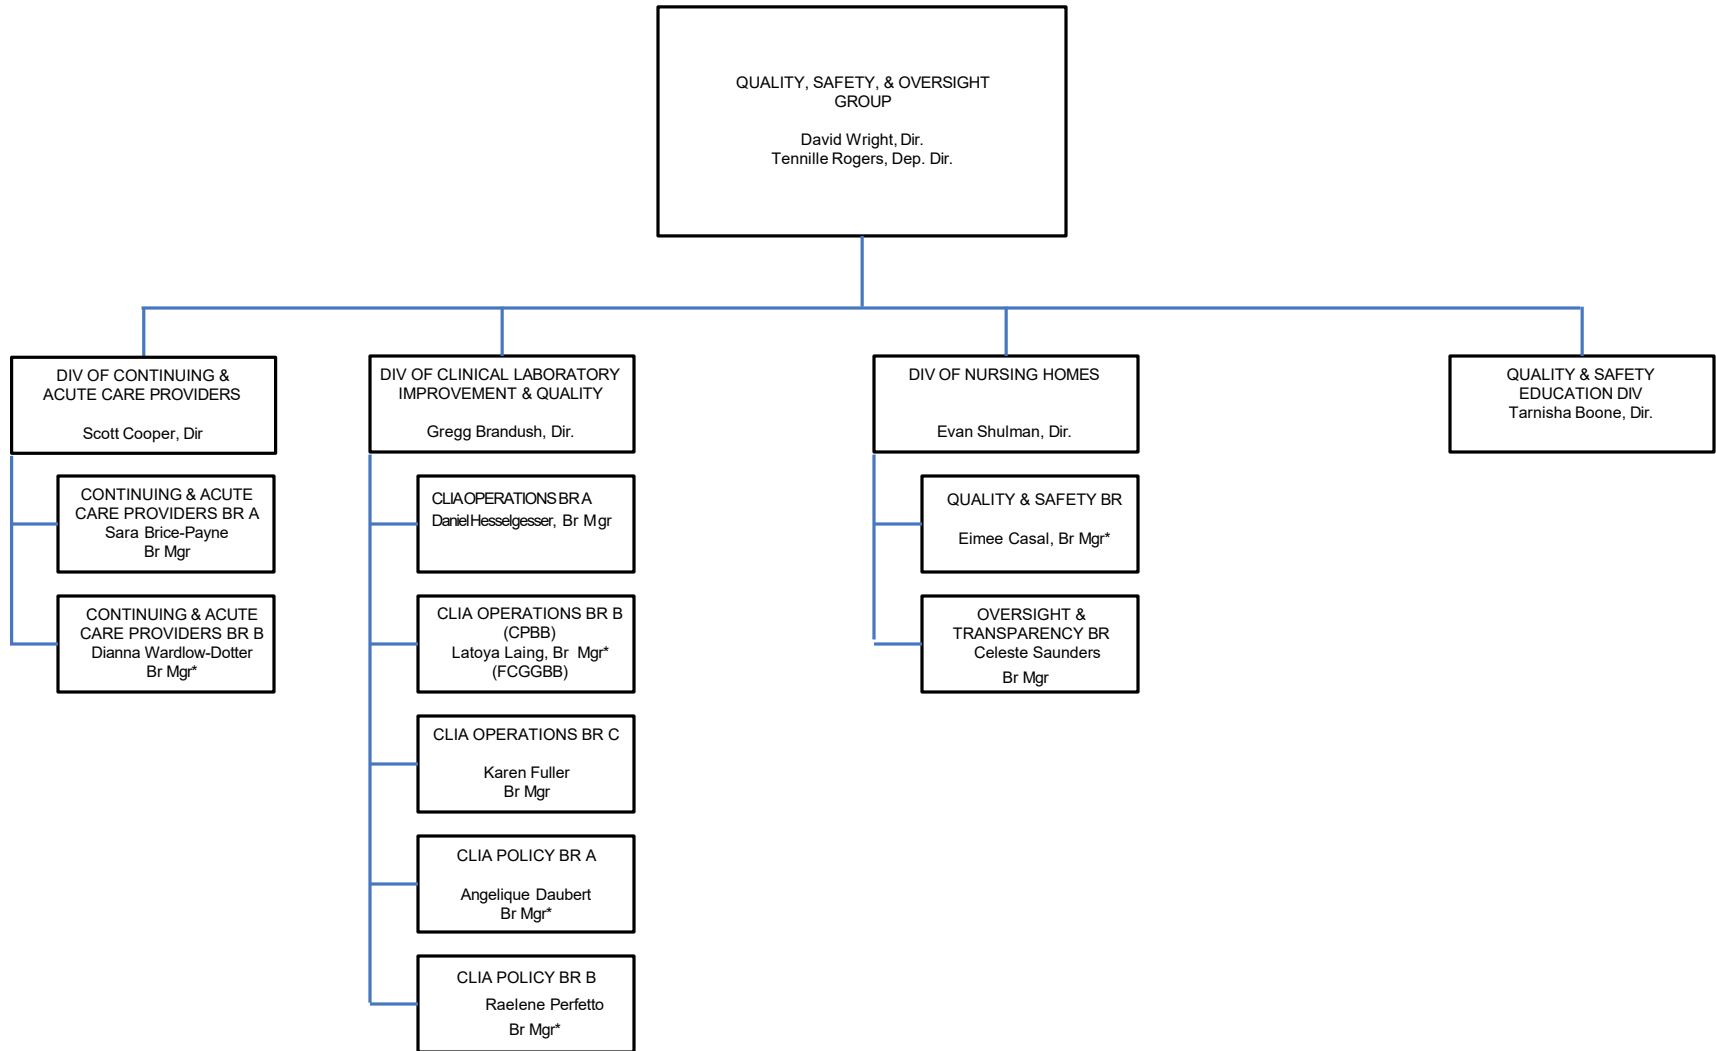 QUALITY, SAFETY, & OVERSIGHT
GROUP
David Wright, Dir.
Tennille Rogers, Dep. Dir.
DIV OF CONTINUING &
ACUTE CARE PROVIDERS
Scott Cooper, Dir
CONTINUING & ACUTE
CARE PROVIDERS BR A
Sara Brice-Payne
Br Mgr
CONTINUING & ACUTE
CARE PROVIDERS BR B
Dianna Wardlow-Dotter
Br Mgr*
DIV OF CLINICAL LABORATORY
IMPROVEMENT & QUALITY
Gregg Brandush, Dir.
CLIA OPERATIONS BR A
Daniel Hesselgesser, Br Mgr
CLIA OPERATIONS BR B
(CPBB)
Latoya Laing, Br Mgr*
(FCGGBB)
CLIA OPERATIONS BR C
Karen Fuller
Br Mgr
CLIA POLICY BR A
Angelique Daubert
Br Mgr*
CLIA POLICY BR B
Raelene Perfetto
Br Mgr*
DIV OF NURSING HOMES
Evan Shulman, Dir.
QUALITY & SAFETY BR
Eimee Casal, Br Mgr*
OVERSIGHT &
TRANSPARENCY BR
Celeste Saunders
Br Mgr
QUALITY & SAFETY
EDUCATION DIV
Tarnisha Boone, Dir.